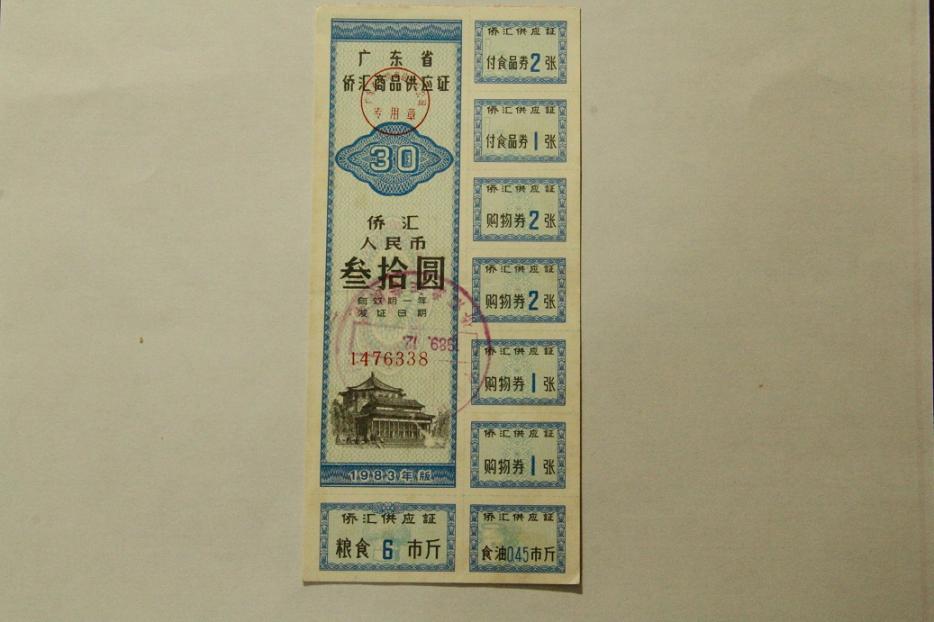 广东省
侨汇商品供应证
专用章
30
侨汇
人民币
叁拾圆
有效期一年
发证日期
1989. 12
1476338
1983年版
侨汇供应证
付食品券2张
侨汇供应证
付食品券1张
侨汇供应证
购物券2张
侨汇供应证
购物券2张
侨汇供应证
购物券1张
侨汇供应证
购物券1张
侨汇供应证
粮食6市斤
侨汇供应证
食油0.45市斤